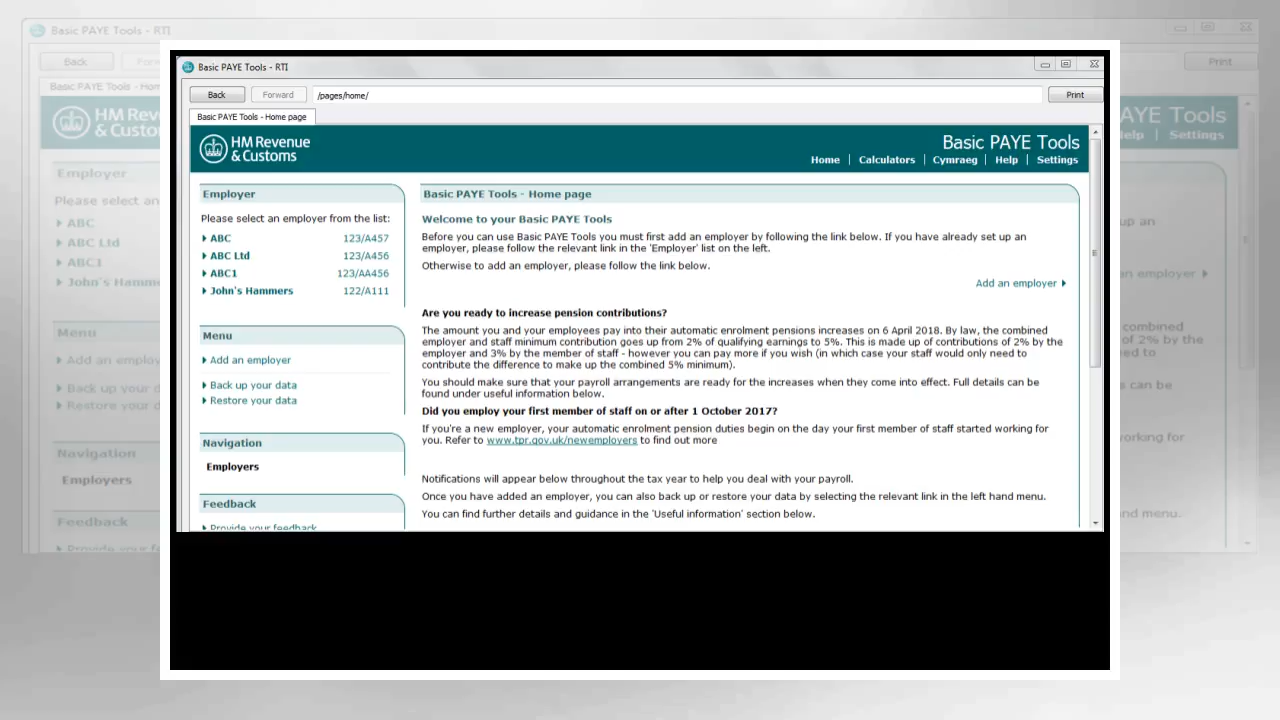 Basic PAYE Tools - RTI
Back Forward /pages/home/ Print
Basic PAYE Tools - Home page
HM Revenue
& Customs
Basic PAYE Tools
Home | Calculators | Cymraeg | Help | Settings
Employer
Please select an employer from the list:
ABC 123/A457
ABC Ltd 123/A456
ABC1 123/AA456
John's Hammers 122/A111
Menu
Add an employer
Back up your data
Restore your data
Navigation
Employers
Feedback
Provide your feedback
Basic PAYE Tools - Home page
Welcome to your Basic PAYE Tools
Before you can use Basic PAYE Tools you must first add an employer by following the link below. If you have already set up an
employer, please follow the relevant link in the 'Employer' list on the left.
Otherwise to add an employer, please follow the link below.
Add an employer
Are you ready to increase pension contributions?
The amount you and your employees pay into their automatic enrolment pensions increases on 6 April 2018. By law, the combined
employer and staff minimum contribution goes up from 2% of qualifying earnings to 5%. This is made up of contributions of 2% by the
employer and 3% by the member of staff - however you can pay more if you wish (in which case your staff would only need to
contribute the difference to make up the combined 5% minimum).
You should make sure that your payroll arrangements are ready for the increases when they come into effect. Full details can be
found under useful information below.
Did you employ your first member of staff on or after 1 October 2017?
If you're a new employer, your automatic enrolment pension duties begin on the day your first member of staff started working for
you. Refer to www.tpr.gov.uk/newemployers to find out more
Notifications will appear below throughout the tax year to help you deal with your payroll.
Once you have added an employer, you can also back up or restore your data by selecting the relevant link in the left hand menu.
You can find further details and guidance in the 'Useful information' section below.